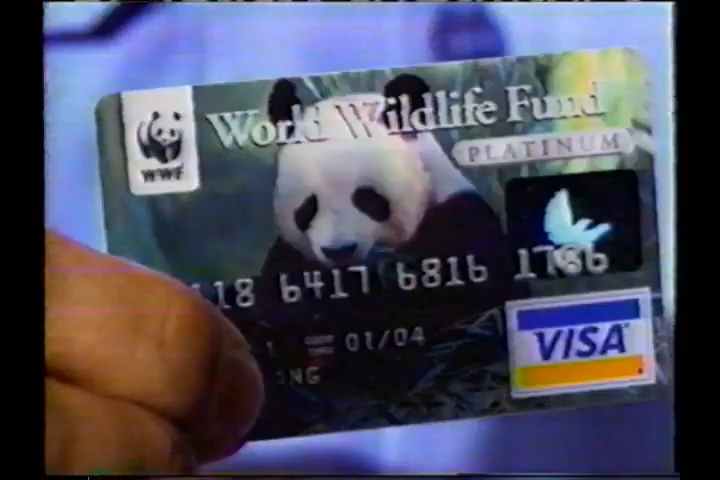 World Wildlife Fund
PLATINUM
WWF
18 6417 6816 1786
01/04
NG
VISA